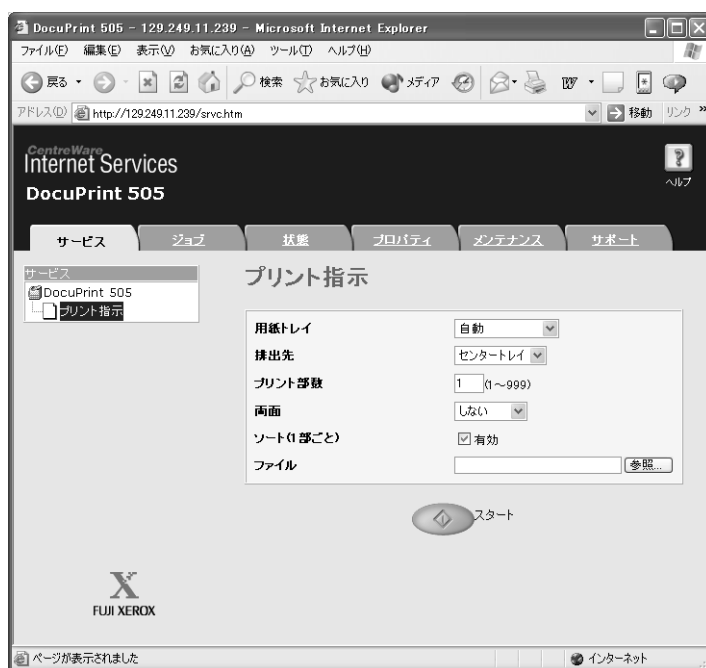 DocuPrint 505 - 129.249.11.239 - Microsoft Internet Explorer
ファイル(F) 編集(E) 表示(V) お気に入り(A) ツール(T) ヘルプ(H)
戻る 検索 お気に入り メディア
アドレス(D) http://129.249.11.239/srvc.htm 移動 リンク »
CentreWare
Internet Services
DocuPrint 505
ヘルプ
サービス ジョブ 状態 プロパティ メンテナンス サポート
サービス
DocuPrint 505
プリント指示
プリント指示
用紙トレイ 自動
排出先 センタートレイ
プリント部数 1 (1～999)
両面 しない
ソート(1部ごと) 有効
ファイル 参照...
スタート
X
FUJI XEROX
ページが表示されました インターネット